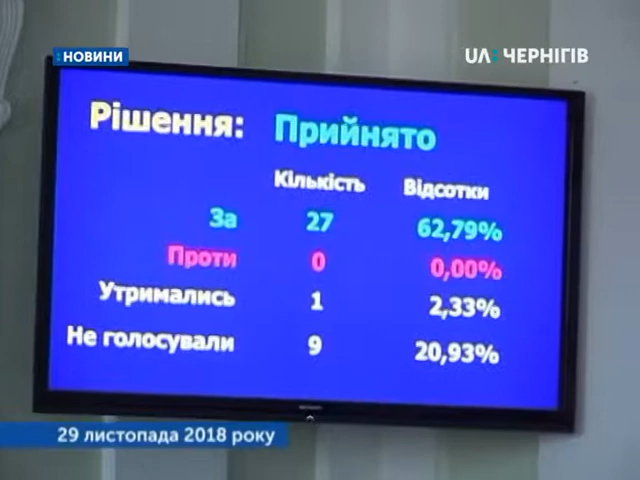 НОВИНИ
UA: ЧЕРНІГІВ
Рішення: Прийнято
Кількість Відсотки
За 27 62,79%
Проти 0 0,00%
Утримались 1 2,33%
Не голосували 9 20,93%
29 листопада 2018 року